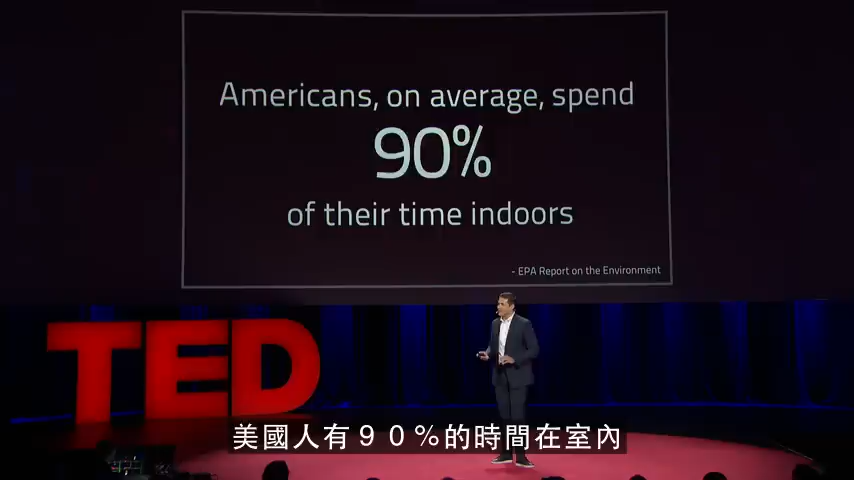 Americans, on average, spend
90%
of their time indoors
- EPA Report on the Environment
TED
美國人有９０％的時間在室內